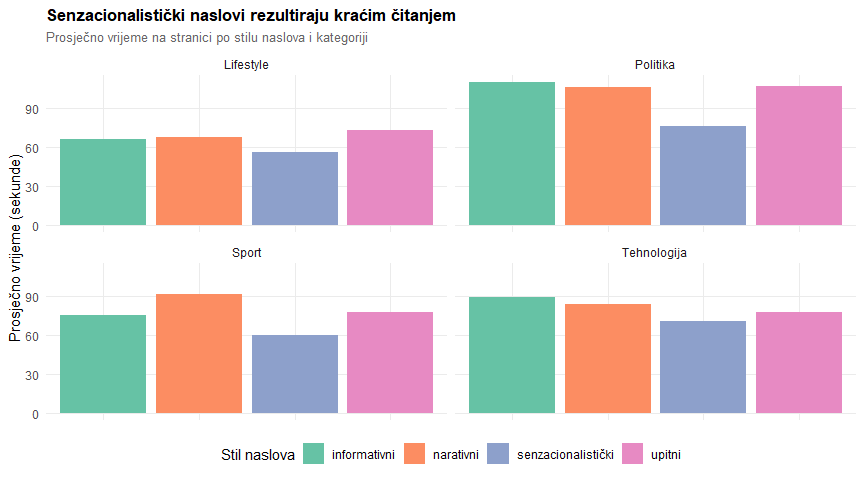 Senzacionalistički naslovi rezultiraju kraćim čitanjem
Prosječno vrijeme na stranici po stilu naslova i kategoriji
Lifestyle
Politika
90
60
30
0
Sport
Tehnologija
90
60
30
0
Prosječno vrijeme (sekunde)
Stil naslova informativni narativni senzacionalistički upitni